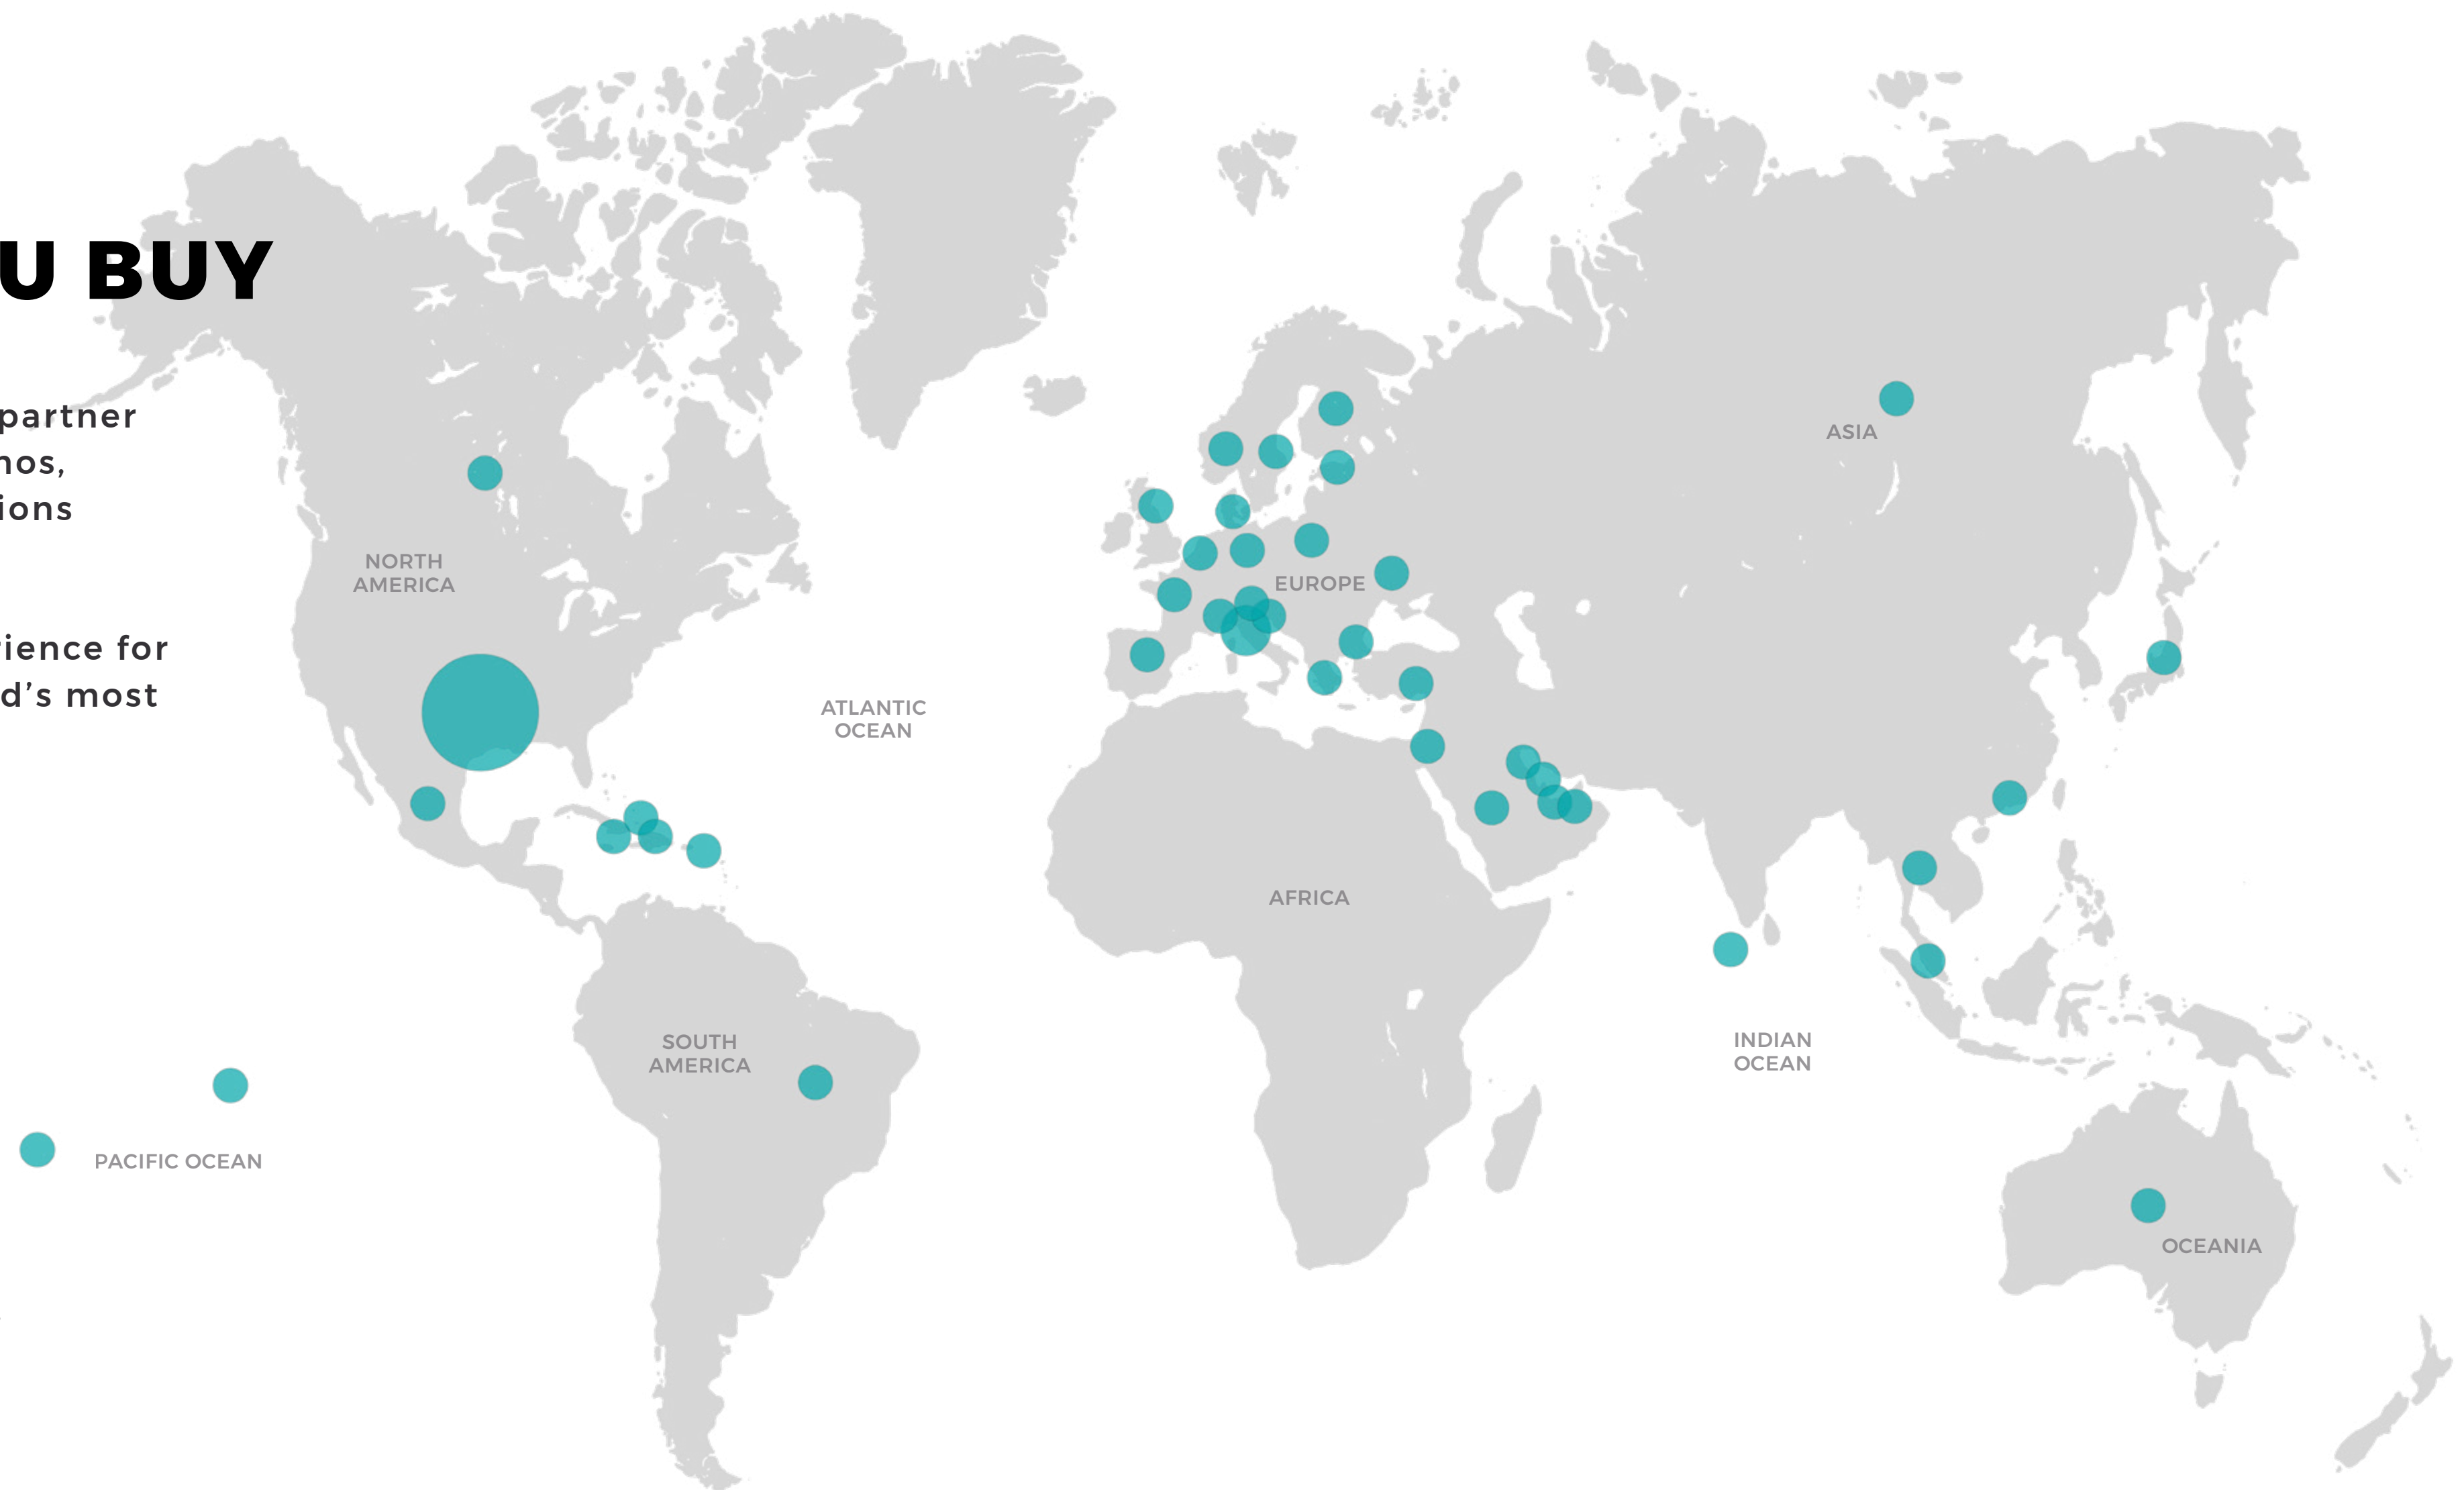 U BUY
partner
nos,
ions
ience for
d's most
NORTH
AMERICA
ATLANTIC
OCEAN
EUROPE
ASIA
AFRICA
SOUTH
AMERICA
INDIAN
OCEAN
PACIFIC OCEAN
OCEANIA